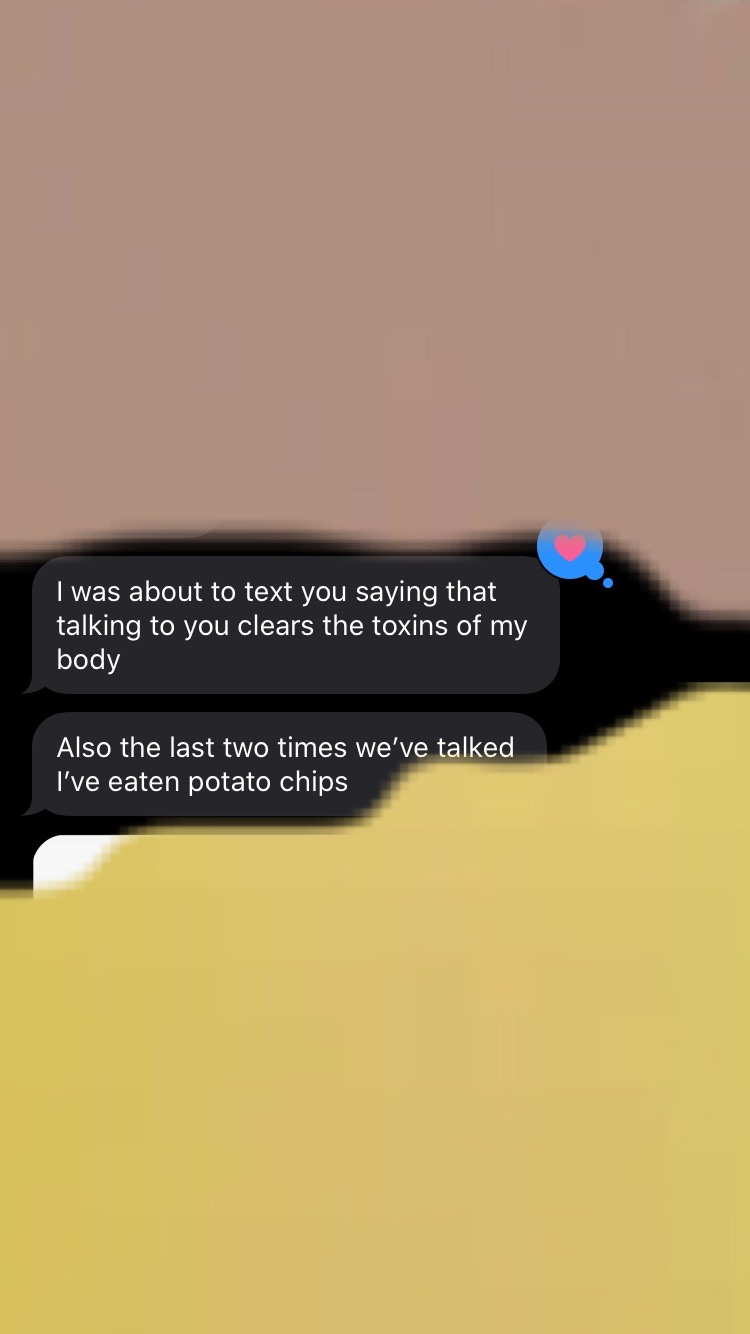 I was about to text you saying that
talking to you clears the toxins of my
body
Also the last two times we’ve talked
I’ve eaten potato chips